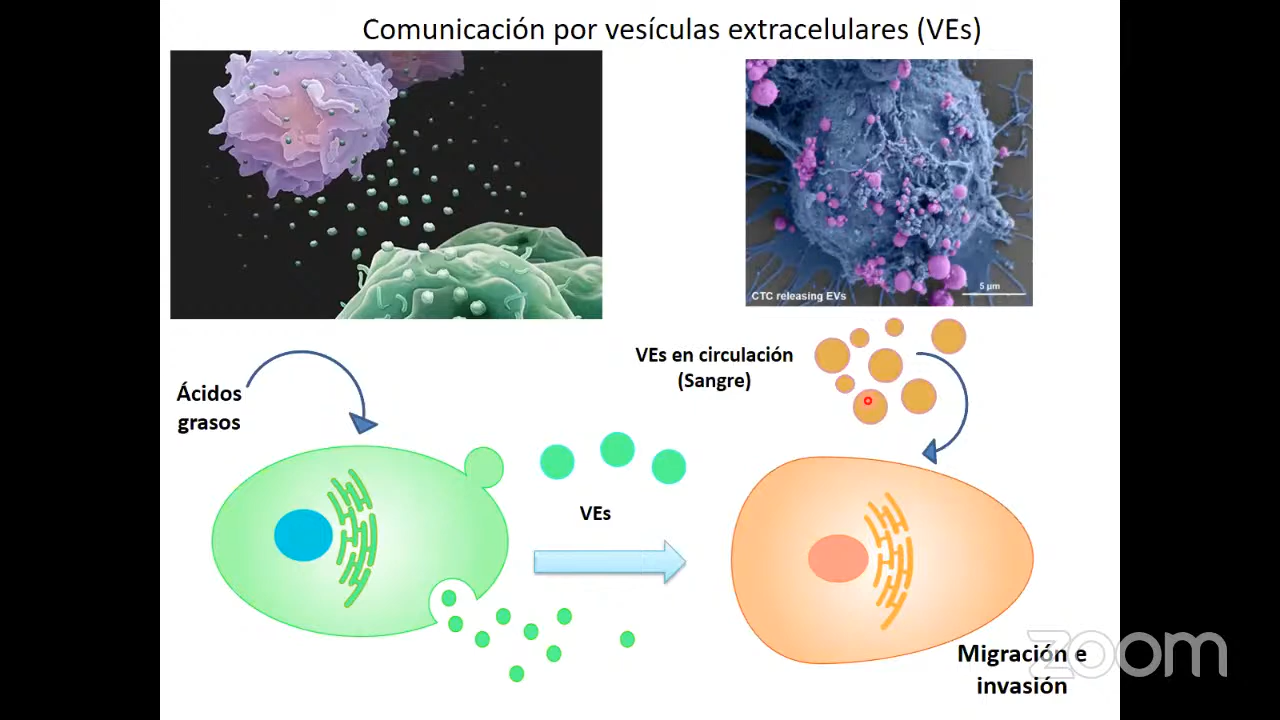 Comunicación por vesículas extracelulares (VEs)
5 µm
CTC releasing EVs
VEs en circulación
(Sangre)
Ácidos
grasos
VEs
Migración e
invasión
zoom